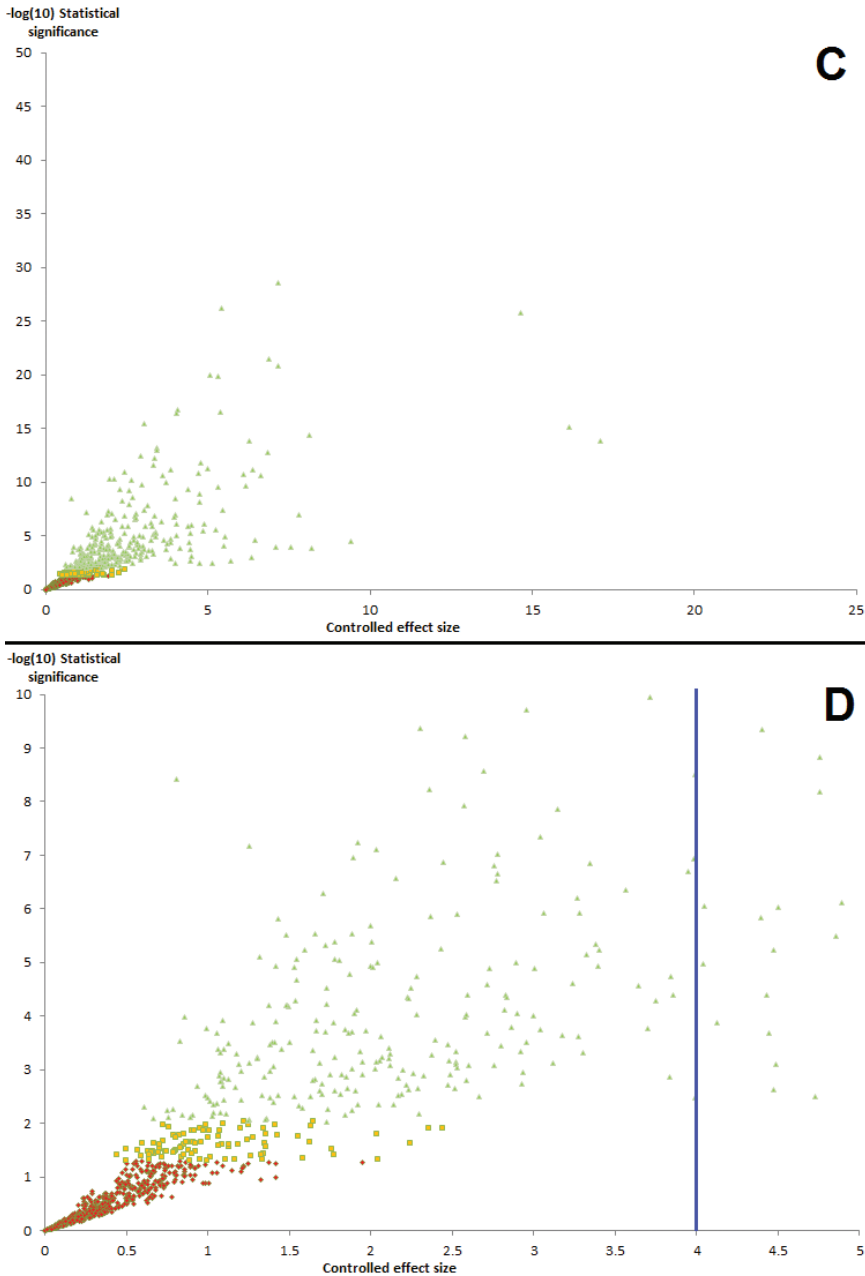 -log(10) Statistical
significance
C
50
45
40
35
30
25
20
15
10
5
0
0 5 10 15 20 25
Controlled effect size
-log(10) Statistical
significance
D
10
9
8
7
6
5
4
3
2
1
0
0 0.5 1 1.5 2 2.5 3 3.5 4 4.5 5
Controlled effect size